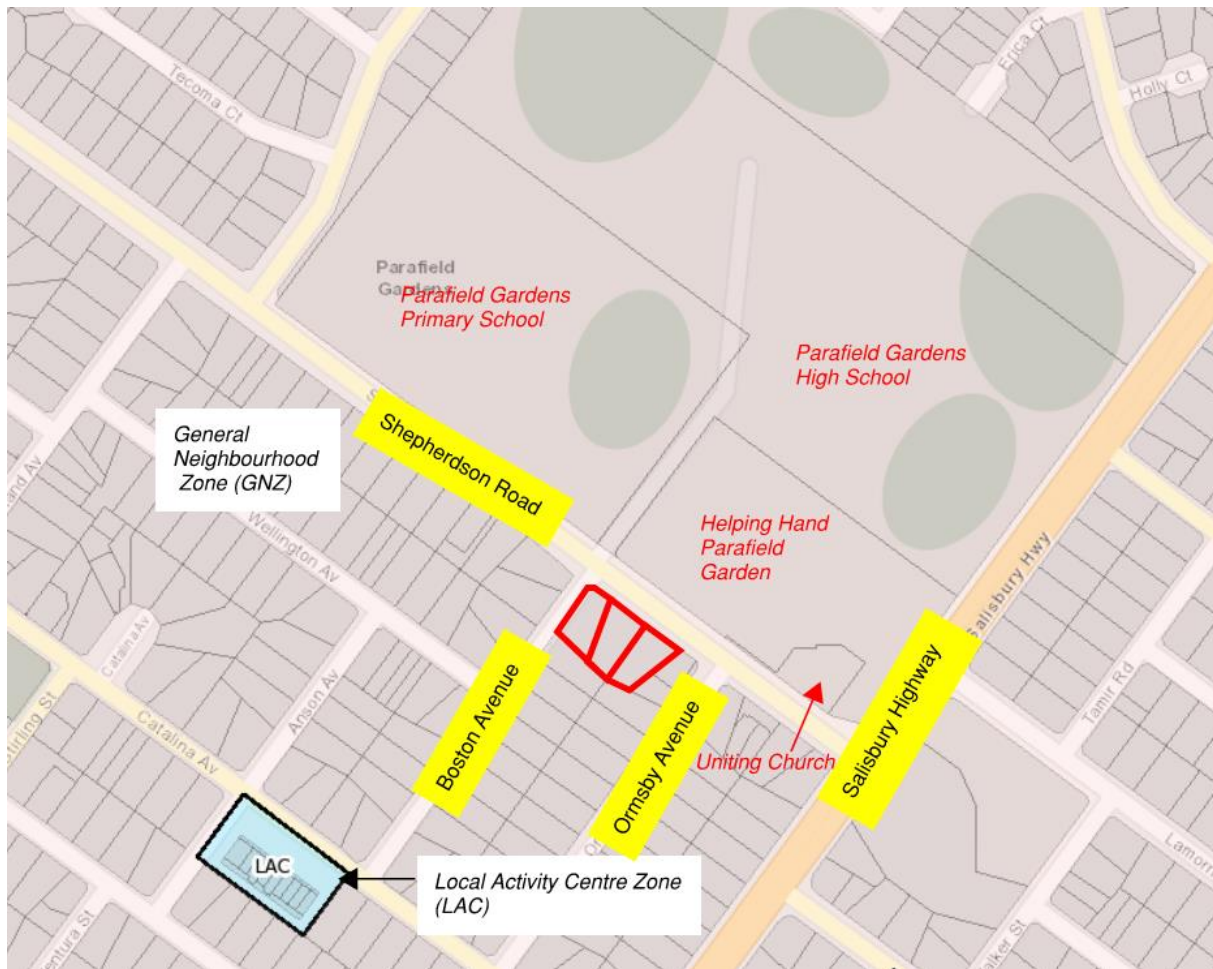 Tecoma Ct
Erica Ct
Holly Ct
Parafield
Gardens
Parafield Gardens
Primary School
Parafield Gardens
High School
General
Neighbourhood
Zone (GNZ)
Shepherdson Road
Wellington Av
Helping Hand
Parafield
Garden
Salisbury Hwy
Catalina Av
Stirling St
Anson Av
Catalina Av
Boston Avenue
Ormsby Avenue
Uniting Church
Salisbury Highway
Tamir Rd
LAC
Local Activity Centre Zone
(LAC)